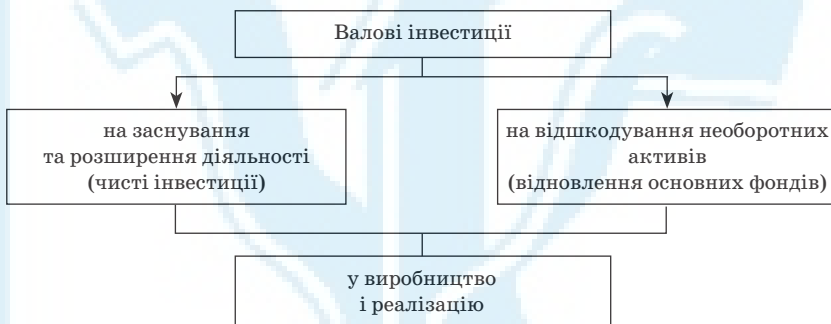 Валові інвестиції
на заснування
та розширення діяльності
(чисті інвестиції)
на відшкодування необоротних
активів
(відновлення основних фондів)
у виробництво
і реалізацію